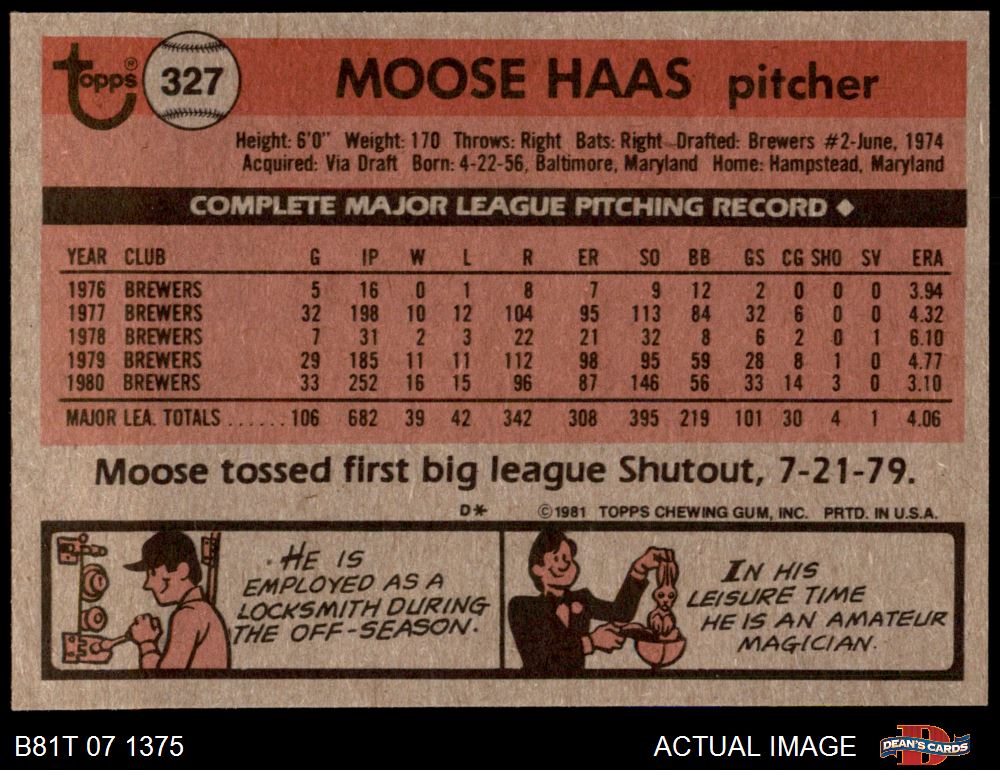 topps® 327 MOOSE HAAS pitcher
Height: 6'0" Weight: 170 Throws: Right Bats: Right Drafted: Brewers #2-June, 1974
Acquired: Via Draft Born: 4-22-56, Baltimore, Maryland Home: Hampstead, Maryland
COMPLETE MAJOR LEAGUE PITCHING RECORD ◆
YEAR CLUB G IP W L R ER SO BB GS CG SHO SV ERA
1976 BREWERS 5 16 0 1 8 7 9 12 2 0 0 0 3.94
1977 BREWERS 32 198 10 12 104 95 113 84 32 6 0 0 4.32
1978 BREWERS 7 31 2 3 22 21 32 8 6 2 0 1 6.10
1979 BREWERS 29 185 11 11 112 98 95 59 28 8 1 0 4.77
1980 BREWERS 33 252 16 15 96 87 146 56 33 14 3 0 3.10
MAJOR LEA. TOTALS ...... 106 682 39 42 342 308 395 219 101 30 4 1 4.06
Moose tossed first big league Shutout, 7-21-79.
D* ©1981 TOPPS CHEWING GUM, INC. PRTD. IN U.S.A.
HE IS
EMPLOYED AS A
LOCKSMITH DURING
THE OFF-SEASON.
IN HIS
LEISURE TIME
HE IS AN AMATEUR
MAGICIAN.
B81T 07 1375 ACTUAL IMAGE DEAN'S CARDS